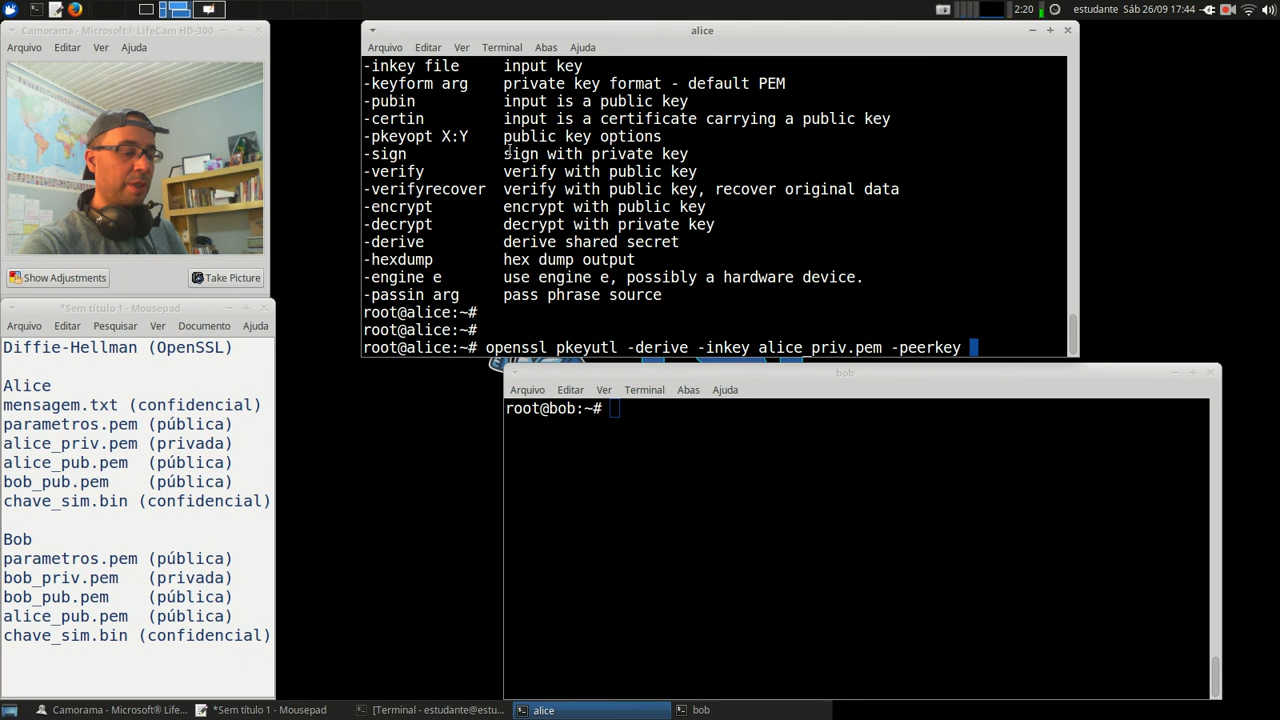 2:20 estudante Sáb 26/09 17:44
Camorama - Microsoft® LifeCam HD-300
Arquivo Editar Ver Ajuda
Show Adjustments Take Picture
*Sem título 1 - Mousepad
Arquivo Editar Pesquisar Ver Documento Ajuda
Diffie-Hellman (OpenSSL)
Alice
mensagem.txt (confidencial)
parametros.pem (pública)
alice_priv.pem (privada)
alice_pub.pem (pública)
bob_pub.pem (pública)
chave_sim.bin (confidencial)
Bob
parametros.pem (pública)
bob_priv.pem (privada)
bob_pub.pem (pública)
alice_pub.pem (pública)
chave_sim.bin (confidencial)
alice
Arquivo Editar Ver Terminal Abas Ajuda
-inkey file input key
-keyform arg private key format - default PEM
-pubin input is a public key
-certin input is a certificate carrying a public key
-pkeyopt X:Y public key options
-sign sign with private key
-verify verify with public key
-verifyrecover verify with public key, recover original data
-encrypt encrypt with public key
-decrypt decrypt with private key
-derive derive shared secret
-hexdump hex dump output
-engine e use engine e, possibly a hardware device.
-passin arg pass phrase source
root@alice:~#
root@alice:~#
root@alice:~# openssl pkeyutl -derive -inkey alice_priv.pem -peerkey
bob
Arquivo Editar Ver Terminal Abas Ajuda
root@bob:~#
Camorama - Microsoft® Life... *Sem título 1 - Mousepad [Terminal - estudante@estu... alice bob